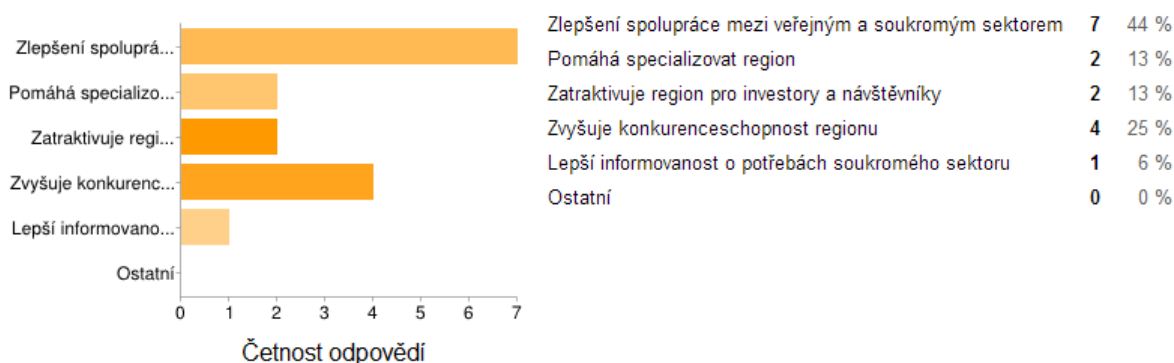 Zlepšení spoluprá...
Pomáhá specializo...
Zatraktivuje regi...
Zvyšuje konkurenc...
Lepší informovano...
Ostatní
0 1 2 3 4 5 6 7
Četnost odpovědí
Zlepšení spolupráce mezi veřejným a soukromým sektorem 7 44 %
Pomáhá specializovat region 2 13 %
Zatraktivuje region pro investory a návštěvníky 2 13 %
Zvyšuje konkurenceschopnost regionu 4 25 %
Lepší informovanost o potřebách soukromého sektoru 1 6 %
Ostatní 0 0 %